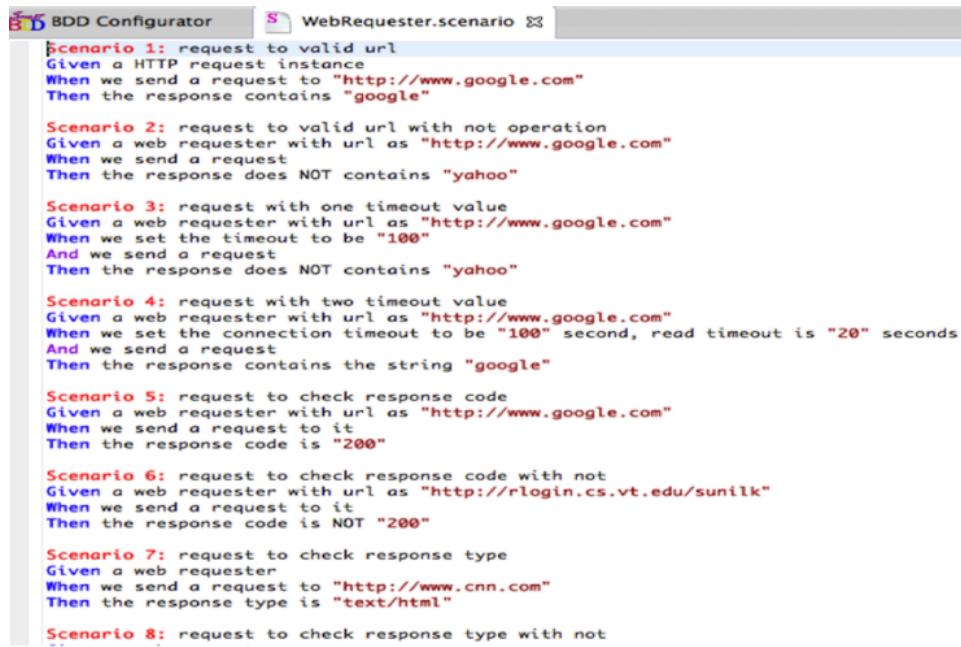 BDD Configurator
WebRequester.scenario
Scenario 1: request to valid url
Given a HTTP request instance
When we send a request to "http://www.google.com"
Then the response contains "google"
Scenario 2: request to valid url with not operation
Given a web requester with url as "http://www.google.com"
When we send a request
Then the response does NOT contains "yahoo"
Scenario 3: request with one timeout value
Given a web requester with url as "http://www.google.com"
When we set the timeout to be "100"
And we send a request
Then the response does NOT contains "yahoo"
Scenario 4: request with two timeout value
Given a web requester with url as "http://www.google.com"
When we set the connection timeout to be "100" second, read timeout is "20" seconds
And we send a request
Then the response contains the string "google"
Scenario 5: request to check response code
Given a web requester with url as "http://www.google.com"
When we send a request to it
Then the response code is "200"
Scenario 6: request to check response code with not
Given a web requester with url as "http://rlogin.cs.vt.edu/sunilk"
When we send a request to it
Then the response code is NOT "200"
Scenario 7: request to check response type
Given a web requester
When we send a request to "http://www.cnn.com"
Then the response type is "text/html"
Scenario 8: request to check response type with not